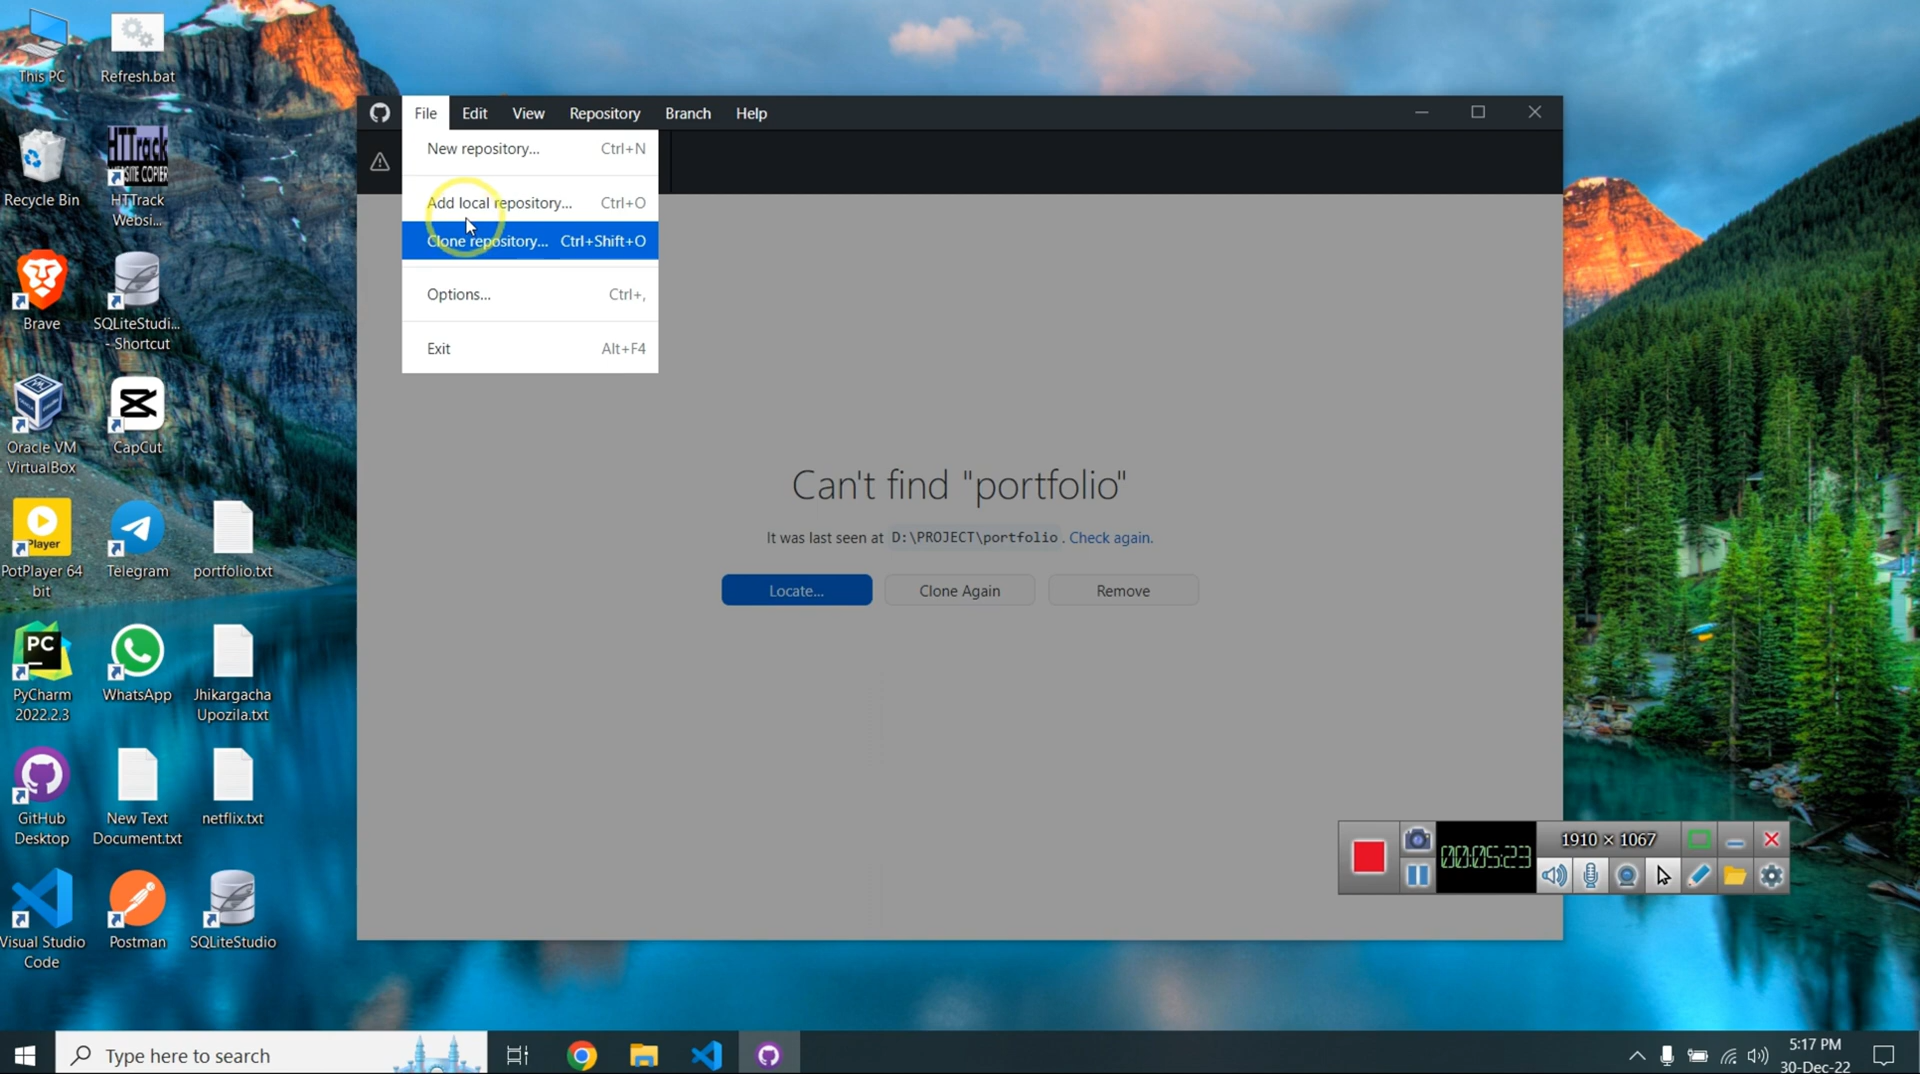 This PC
Refresh.bat
Recycle Bin
HTTrack
WEBSITE COPIER
HTTrack
Websi...
Brave
SQLiteStudi...
- Shortcut
Oracle VM
VirtualBox
CapCut
Player
PotPlayer 64
bit
Telegram
portfolio.txt
PC
PyCharm
2022.2.3
WhatsApp
Jhikargacha
Upozila.txt
GitHub
Desktop
New Text
Document.txt
netflix.txt
Visual Studio
Code
Postman
SQLiteStudio
File Edit View Repository Branch Help
New repository... Ctrl+N
Add local repository... Ctrl+O
Clone repository... Ctrl+Shift+O
Options... Ctrl+,
Exit Alt+F4
Can't find "portfolio"
It was last seen at D:\PROJECT\portfolio. Check again.
Locate... Clone Again Remove
00:05:23
1910 × 1067
Type here to search
5:17 PM
30-Dec-22